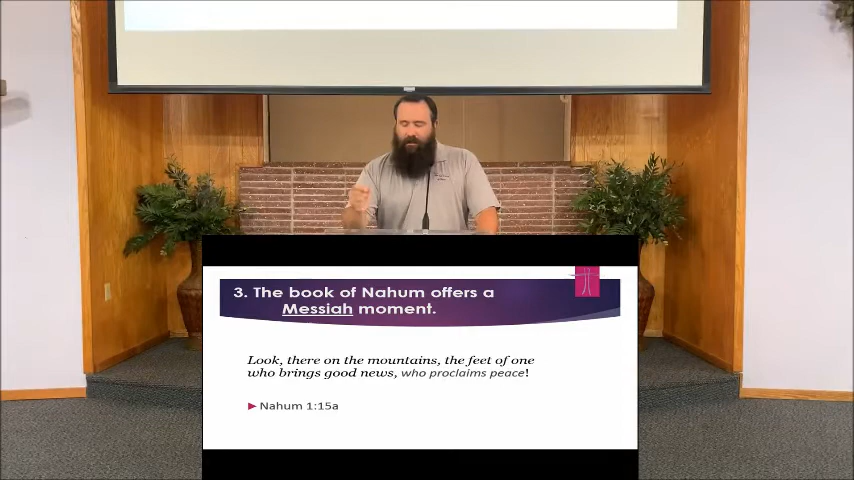 3. The book of Nahum offers a
Messiah moment.
Look, there on the mountains, the feet of one
who brings good news, who proclaims peace!
Nahum 1:15a